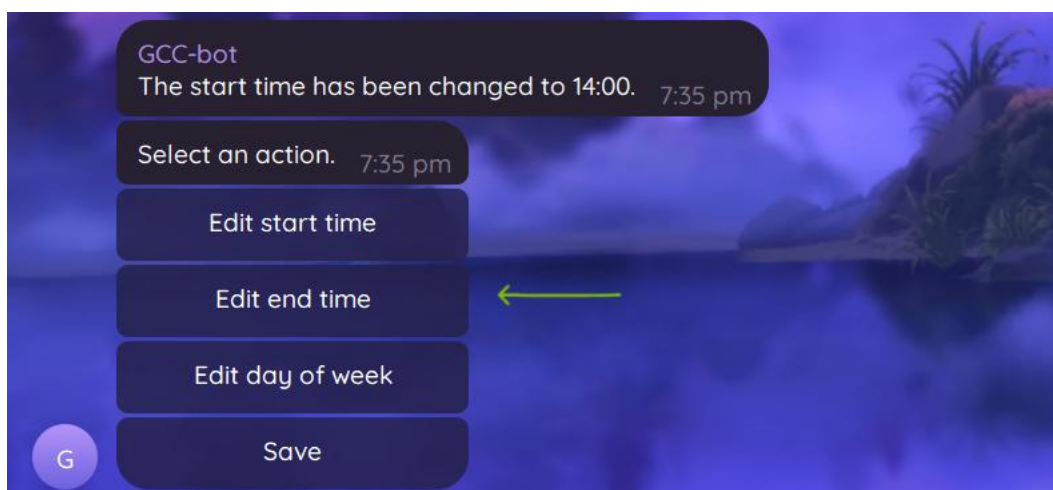 GCC-bot
The start time has been changed to 14:00. 7:35 pm
Select an action. 7:35 pm
Edit start time
Edit end time
Edit day of week
Save
G